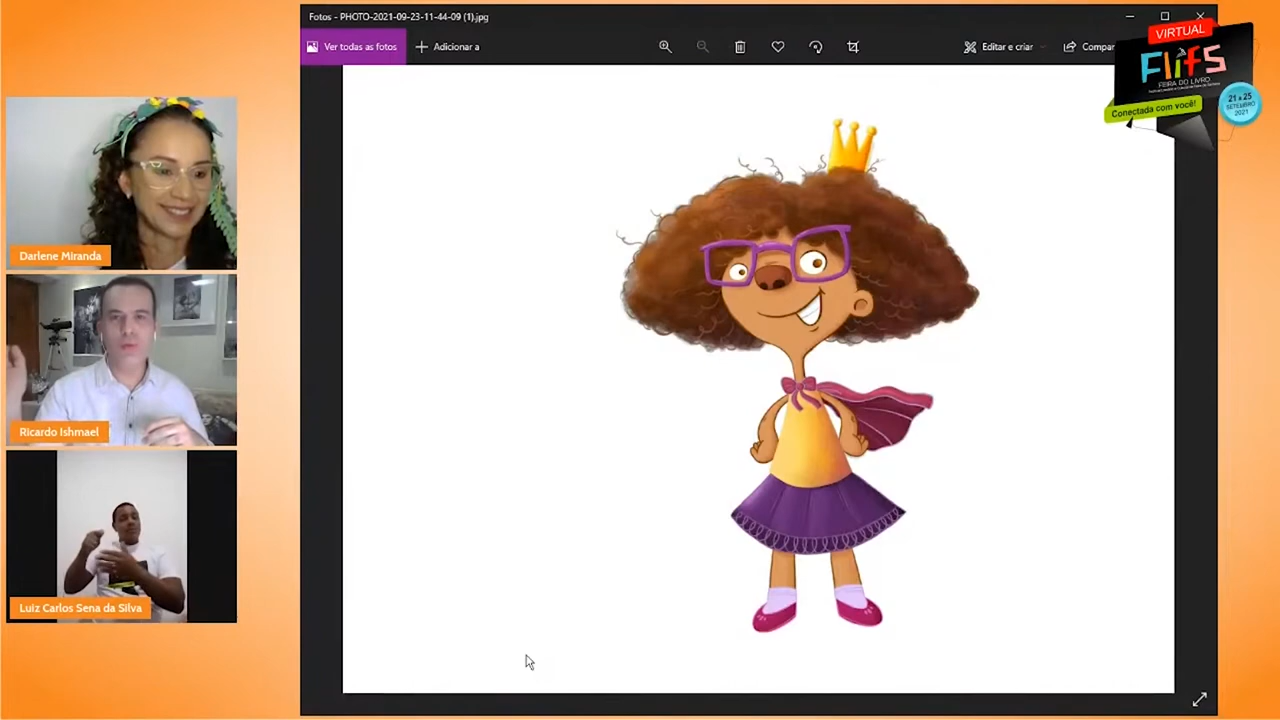 Fotos - PHOTO-2021-09-23-11-44-09 (1).jpg
Ver todas as fotos
Adicionar a
Editar e criar
Compar
VIRTUAL
FLifS
FEIRA DO LIVRO
Conectada com você!
21 a 25
SETEMBRO
2021
Darlene Miranda
Ricardo Ishmael
Luiz Carlos Sena da Silva